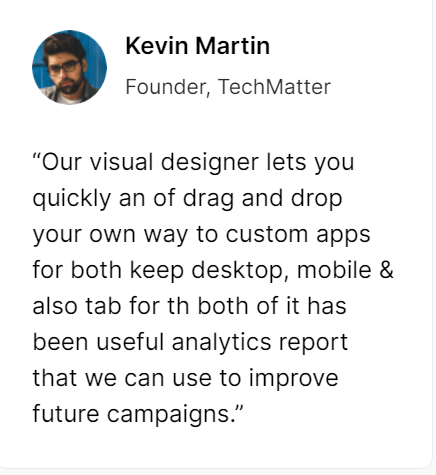 Kevin Martin
Founder, TechMatter
“Our visual designer lets you
quickly an of drag and drop
your own way to custom apps
for both keep desktop, mobile &
also tab for th both of it has
been useful analytics report
that we can use to improve
future campaigns.”